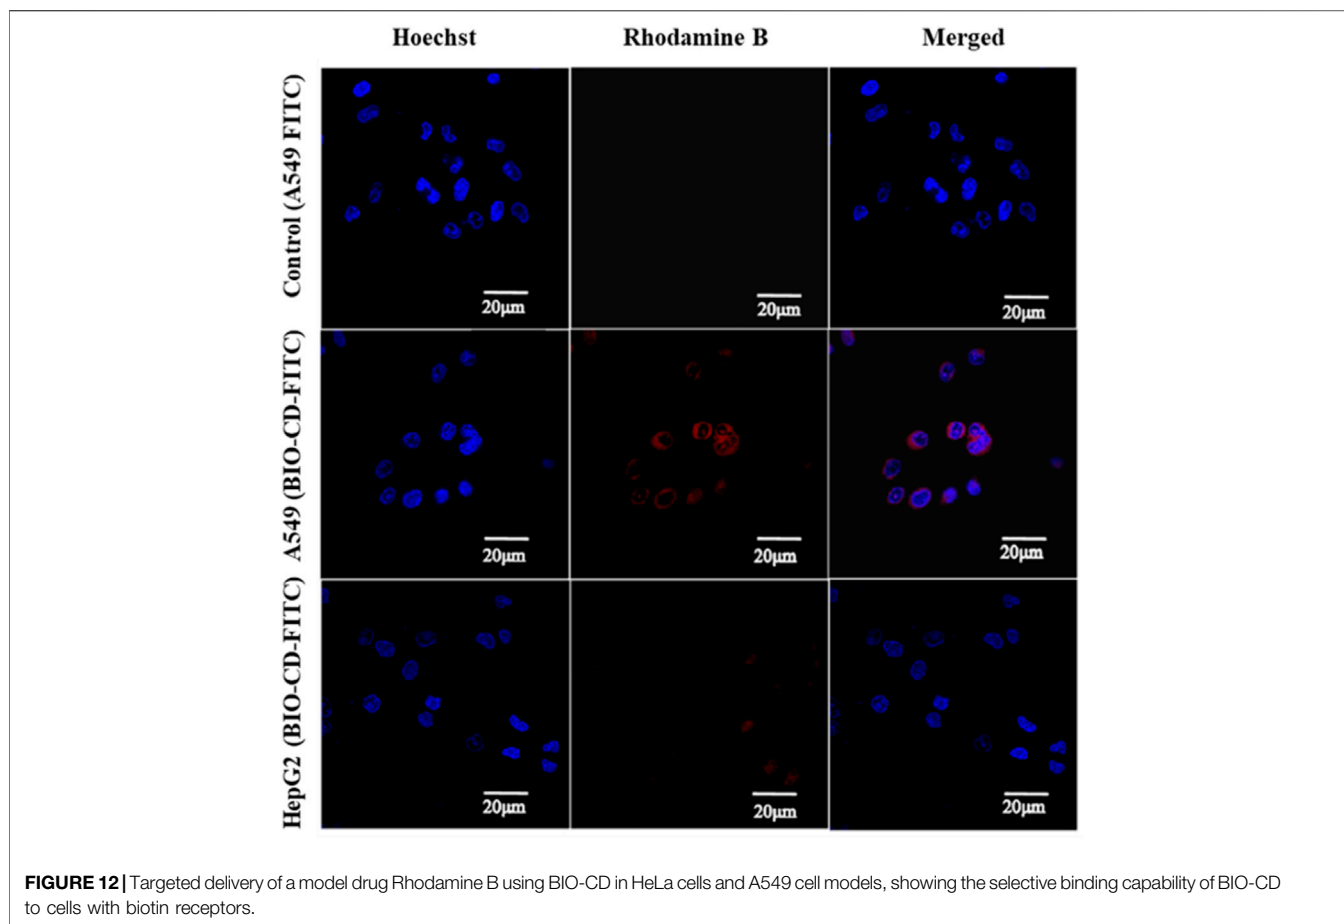 Hoechst Rhodamine B Merged
Control (A549 FITC)
20μm 20μm 20μm
A549 (BIO-CD-FITC)
20μm 20μm 20μm
HepG2 (BIO-CD-FITC)
20μm 20μm 20μm
FIGURE 12 | Targeted delivery of a model drug Rhodamine B using BIO-CD in HeLa cells and A549 cell models, showing the selective binding capability of BIO-CD
to cells with biotin receptors.